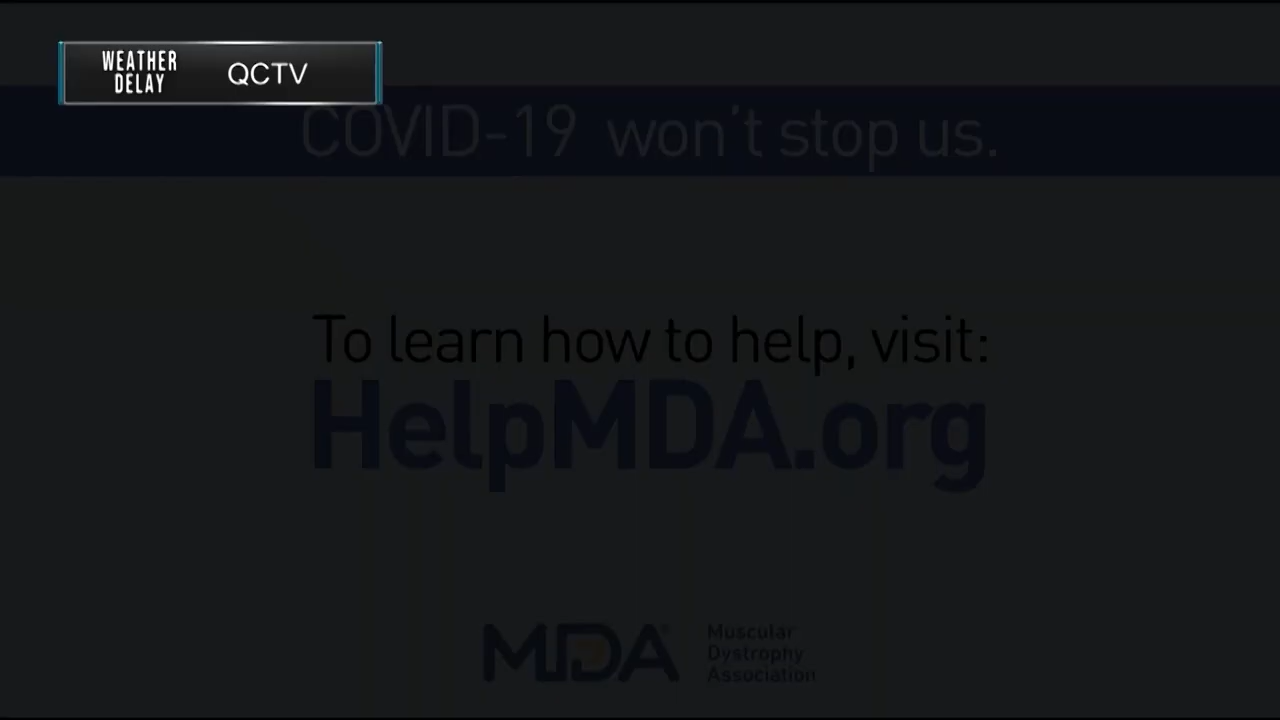 WEATHER
DELAY
QCTV
COVID-19 won't stop us.
To learn how to help, visit:
HelpMDA.org
MDA
Muscular
Dystrophy
Association